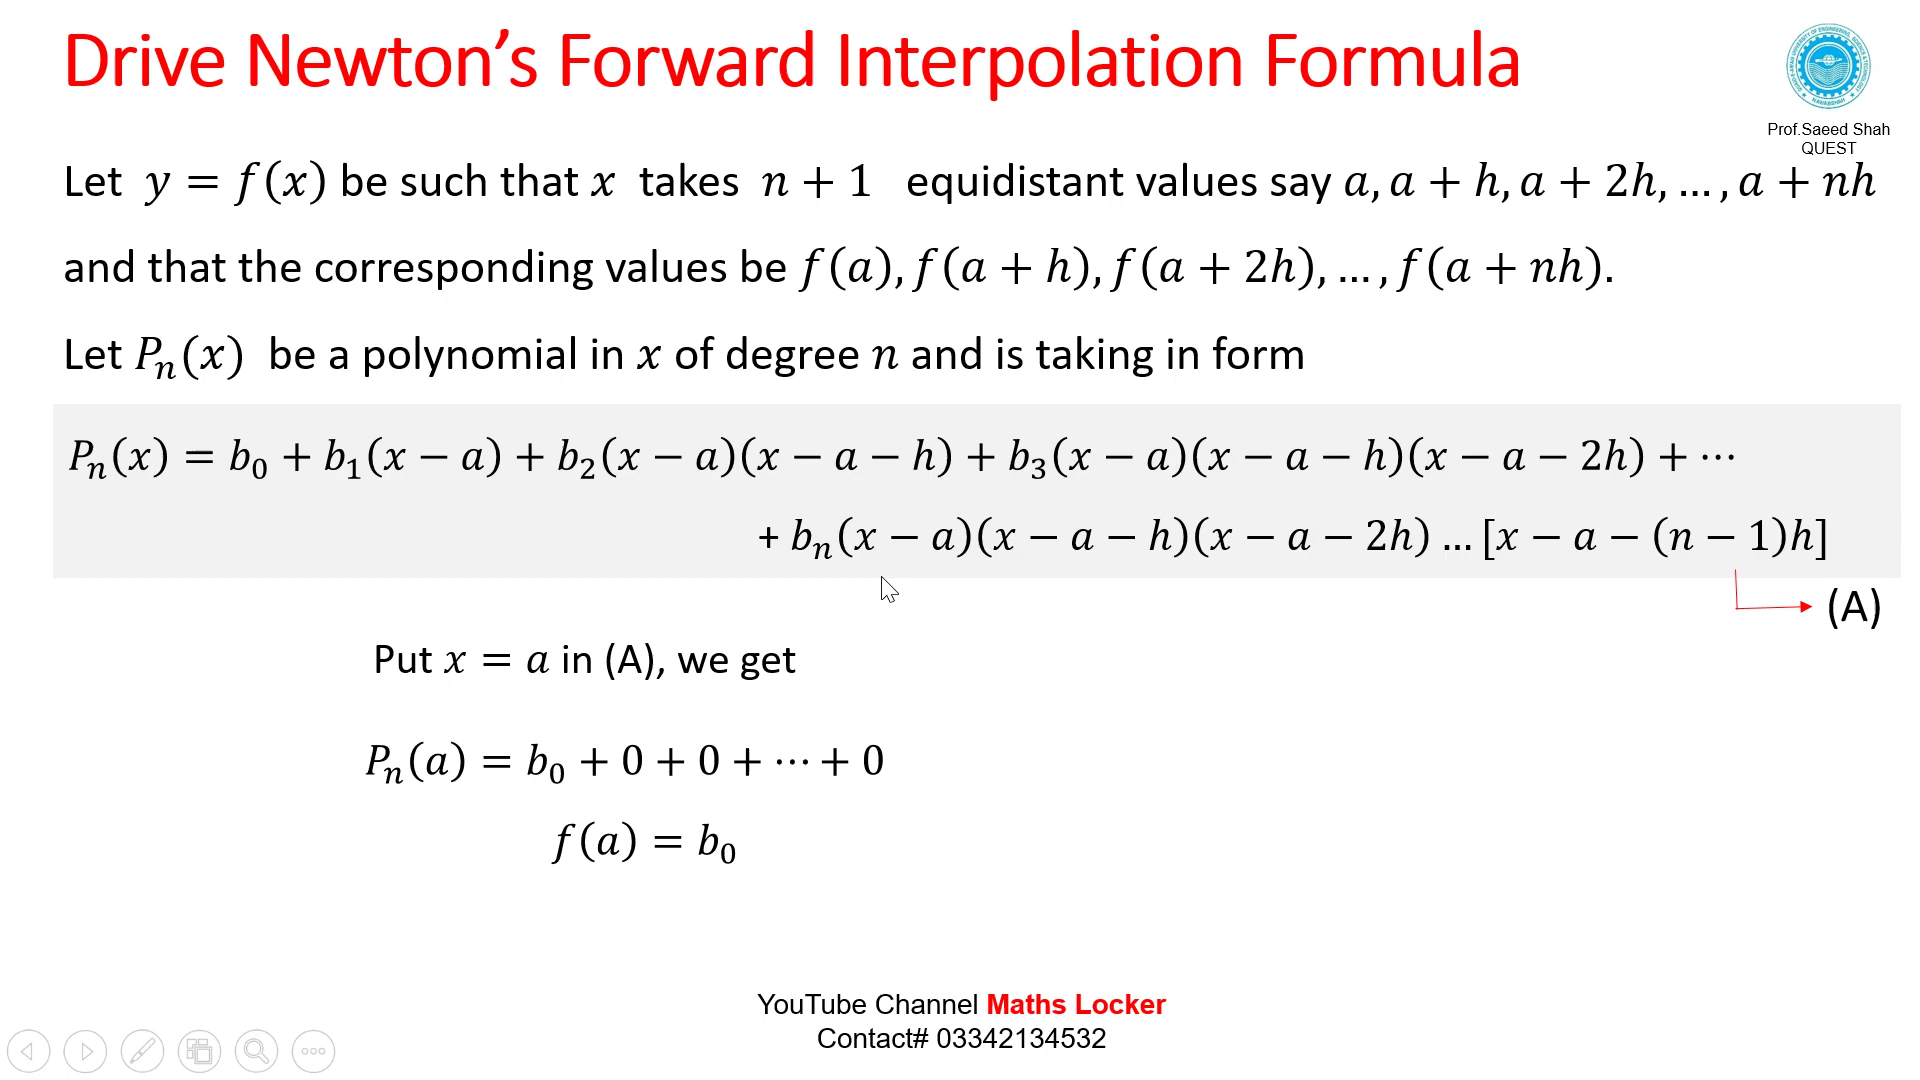 Drive Newton's Forward Interpolation Formula
Prof.Saeed Shah
QUEST
Let y = f(x) be such that x takes n + 1 equidistant values say a, a + h, a + 2h, … , a + nh
and that the corresponding values be f(a), f(a + h), f(a + 2h), … , f(a + nh).
Let Pₙ(x) be a polynomial in x of degree n and is taking in form
Pₙ(x) = b₀ + b₁(x − a) + b₂(x − a)(x − a − h) + b₃(x − a)(x − a − h)(x − a − 2h) + ⋯
+ bₙ(x − a)(x − a − h)(x − a − 2h) … [x − a − (n − 1)h]
(A)
Put x = a in (A), we get
Pₙ(a) = b₀ + 0 + 0 + ⋯ + 0
f(a) = b₀
YouTube Channel Maths Locker
Contact# 03342134532